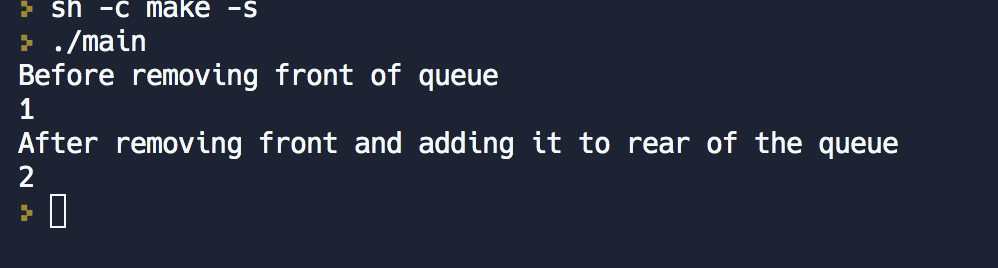 sh -c make -s
./main
Before removing front of queue
1
After removing front and adding it to rear of the queue
2